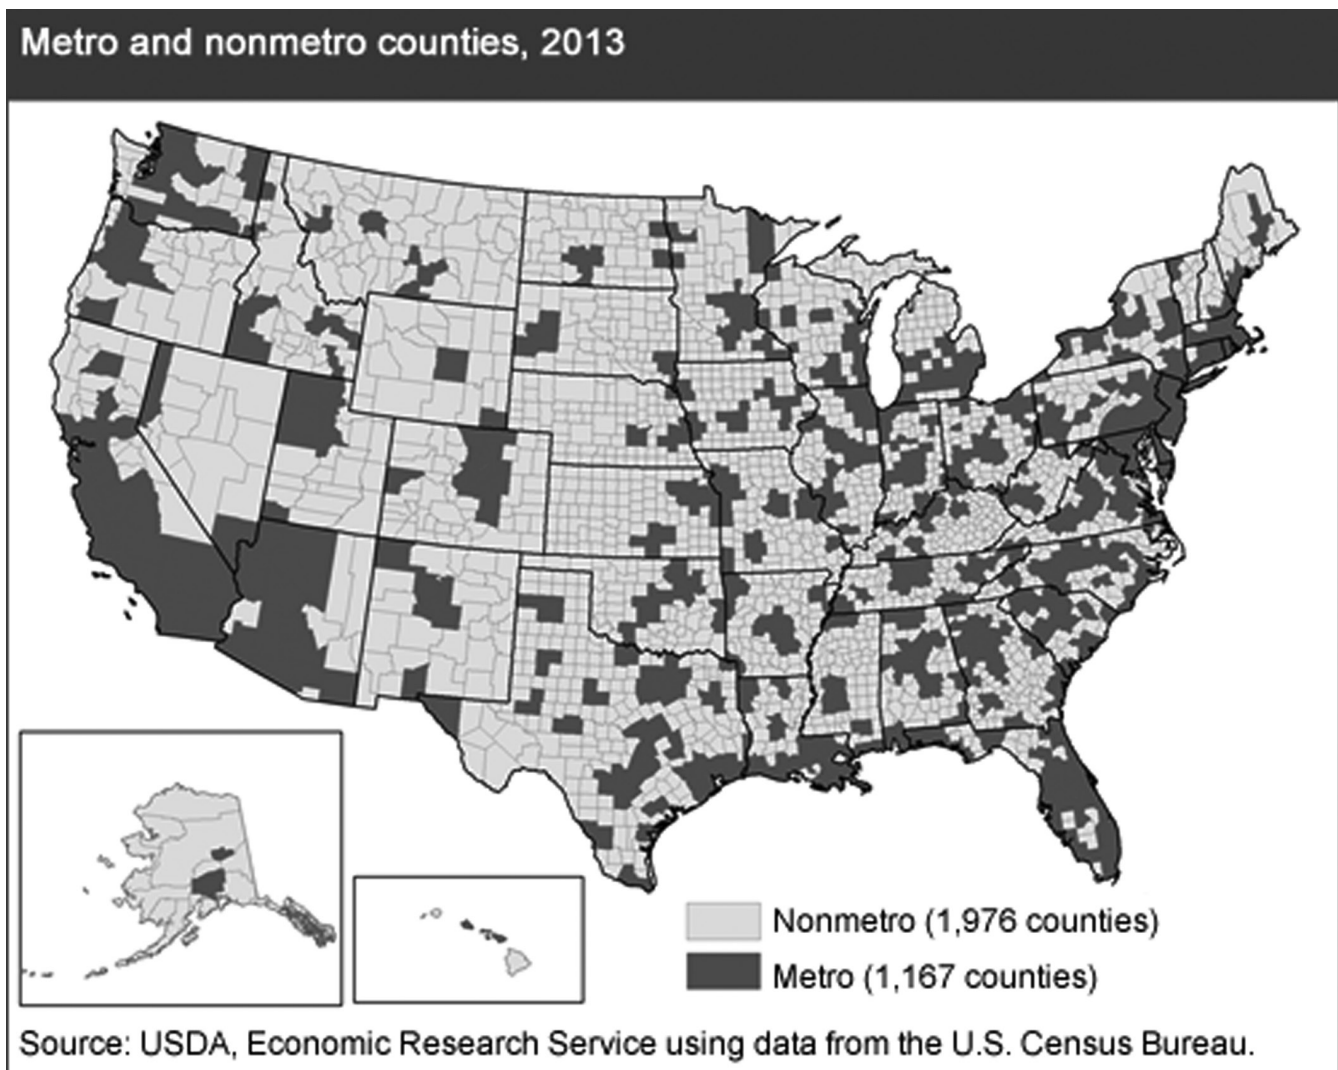 Metro and nonmetro counties, 2013
Nonmetro (1,976 counties)
Metro (1,167 counties)
Source: USDA, Economic Research Service using data from the U.S. Census Bureau.